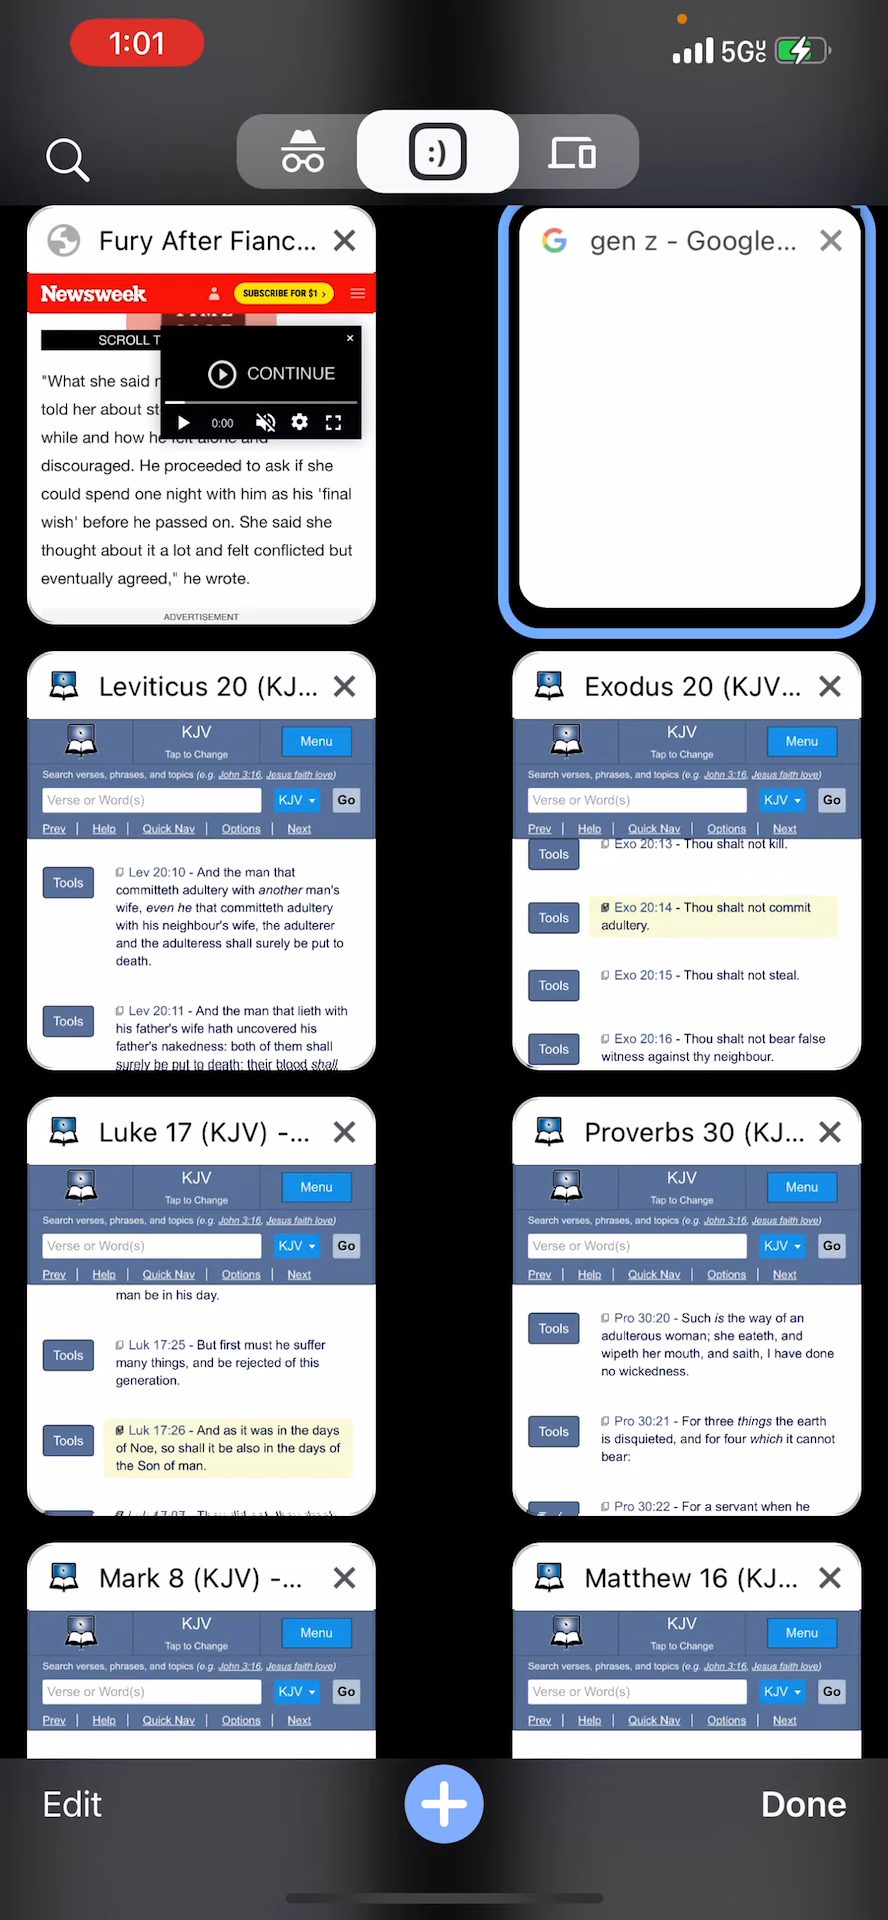 1:01
5G UC
:)
Fury After Fianc...
Newsweek
SUBSCRIBE FOR $1 >
SCROLL T
CONTINUE
0:00
"What she said
told her about st
while and how he felt alone and
discouraged. He proceeded to ask if she
could spend one night with him as his 'final
wish' before he passed on. She said she
thought about it a lot and felt conflicted but
eventually agreed," he wrote.
ADVERTISEMENT
gen z - Google...
Leviticus 20 (KJ...
KJV
Tap to Change
Menu
Search verses, phrases, and topics (e.g. John 3:16, Jesus faith love)
Verse or Word(s)
KJV
Go
Prev | Help | Quick Nav | Options | Next
Tools
Lev 20:10 - And the man that
committeth adultery with another man's
wife, even he that committeth adultery
with his neighbour's wife, the adulterer
and the adulteress shall surely be put to
death.
Tools
Lev 20:11 - And the man that lieth with
his father's wife hath uncovered his
father's nakedness: both of them shall
surely be put to death; their blood shall
Exodus 20 (KJV...
KJV
Tap to Change
Menu
Search verses, phrases, and topics (e.g. John 3:16, Jesus faith love)
Verse or Word(s)
KJV
Go
Prev | Help | Quick Nav | Options | Next
Tools
Exo 20:13 - Thou shalt not kill.
Tools
Exo 20:14 - Thou shalt not commit
adultery.
Tools
Exo 20:15 - Thou shalt not steal.
Tools
Exo 20:16 - Thou shalt not bear false
witness against thy neighbour.
Luke 17 (KJV) -...
KJV
Tap to Change
Menu
Search verses, phrases, and topics (e.g. John 3:16, Jesus faith love)
Verse or Word(s)
KJV
Go
Prev | Help | Quick Nav | Options | Next
man be in his day.
Tools
Luk 17:25 - But first must he suffer
many things, and be rejected of this
generation.
Tools
Luk 17:26 - And as it was in the days
of Noe, so shall it be also in the days of
the Son of man.
Proverbs 30 (KJ...
KJV
Tap to Change
Menu
Search verses, phrases, and topics (e.g. John 3:16, Jesus faith love)
Verse or Word(s)
KJV
Go
Prev | Help | Quick Nav | Options | Next
Tools
Pro 30:20 - Such is the way of an
adulterous woman; she eateth, and
wipeth her mouth, and saith, I have done
no wickedness.
Tools
Pro 30:21 - For three things the earth
is disquieted, and for four which it cannot
bear:
Pro 30:22 - For a servant when he
Mark 8 (KJV) -...
KJV
Tap to Change
Menu
Search verses, phrases, and topics (e.g. John 3:16, Jesus faith love)
Verse or Word(s)
KJV
Go
Prev | Help | Quick Nav | Options | Next
Matthew 16 (KJ...
KJV
Tap to Change
Menu
Search verses, phrases, and topics (e.g. John 3:16, Jesus faith love)
Verse or Word(s)
KJV
Go
Prev | Help | Quick Nav | Options | Next
Edit
Done